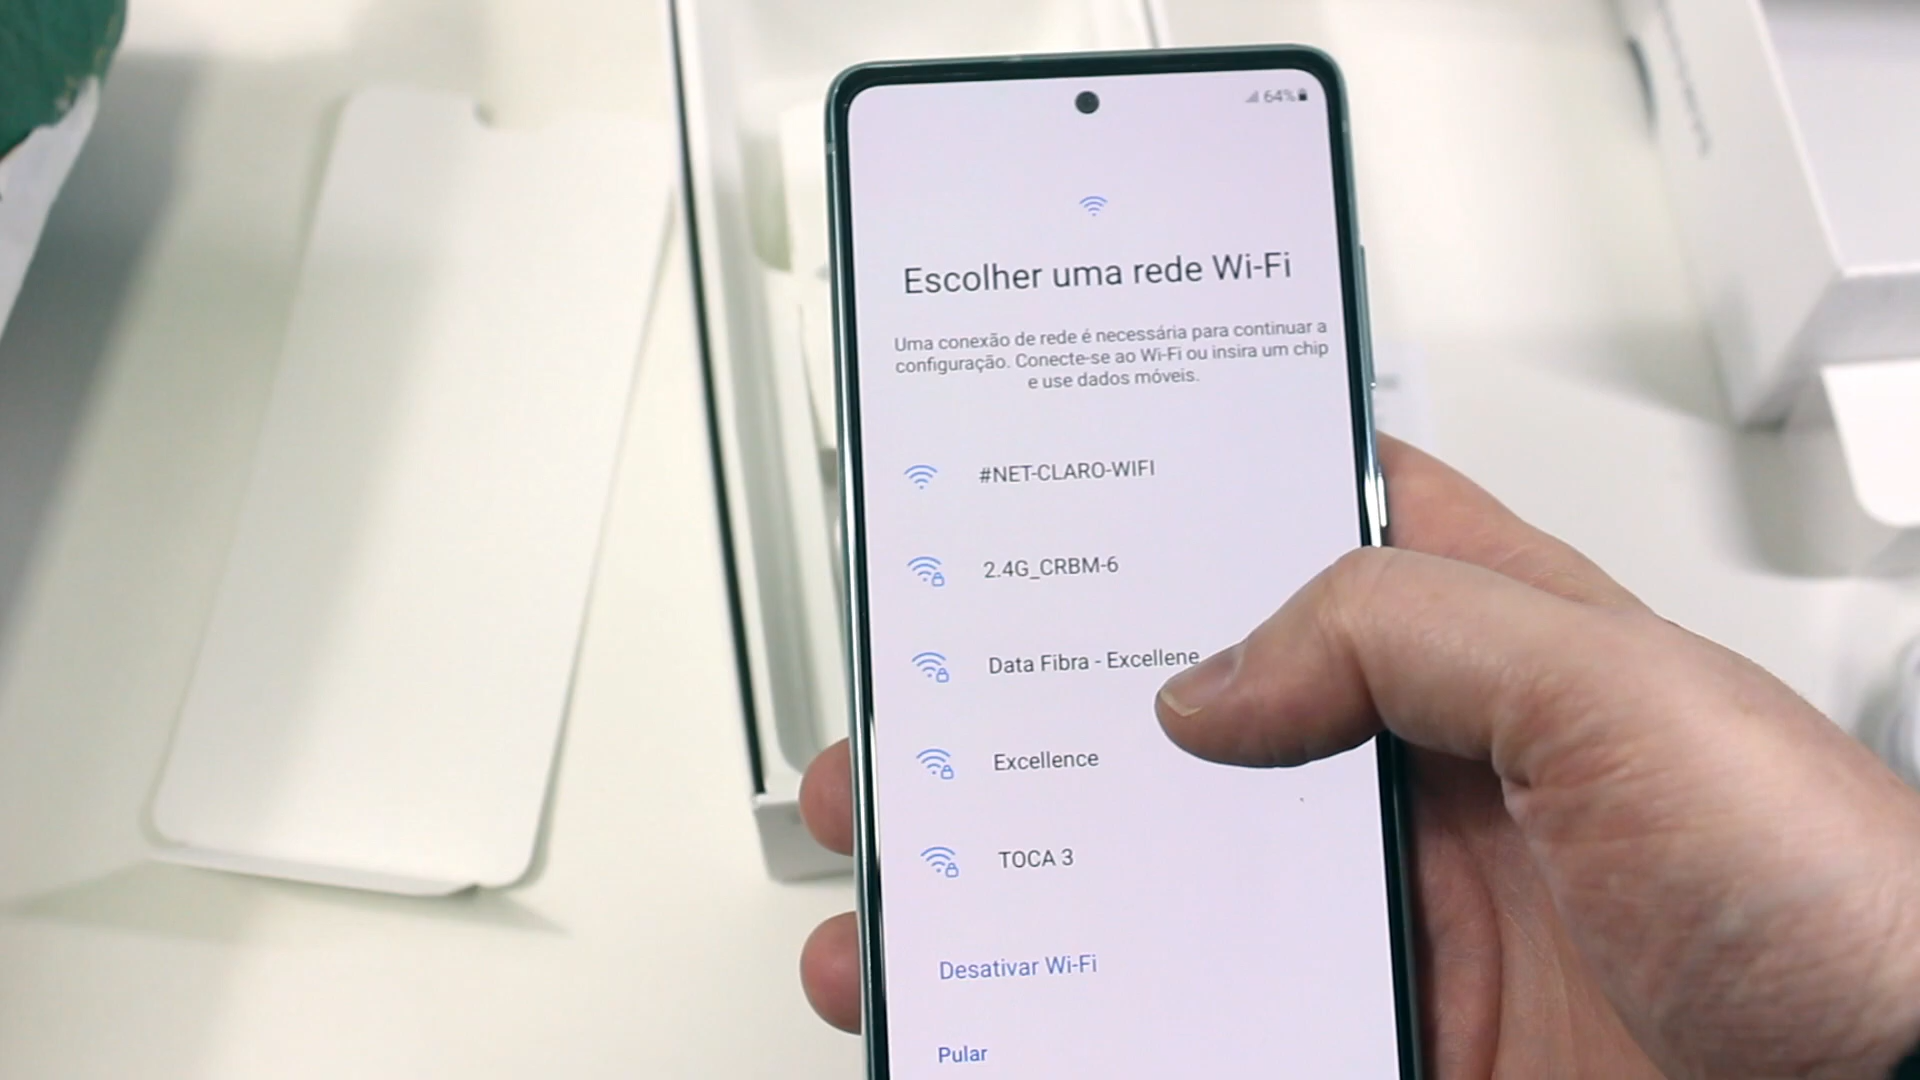 64%
Escolher uma rede Wi-Fi
Uma conexão de rede é necessária para continuar a
configuração. Conecte-se ao Wi-Fi ou insira um chip
e use dados móveis.
#NET-CLARO-WIFI
2.4G_CRBM-6
Data Fibra - Excellene
Excellence
TOCA 3
Desativar Wi-Fi
Pular